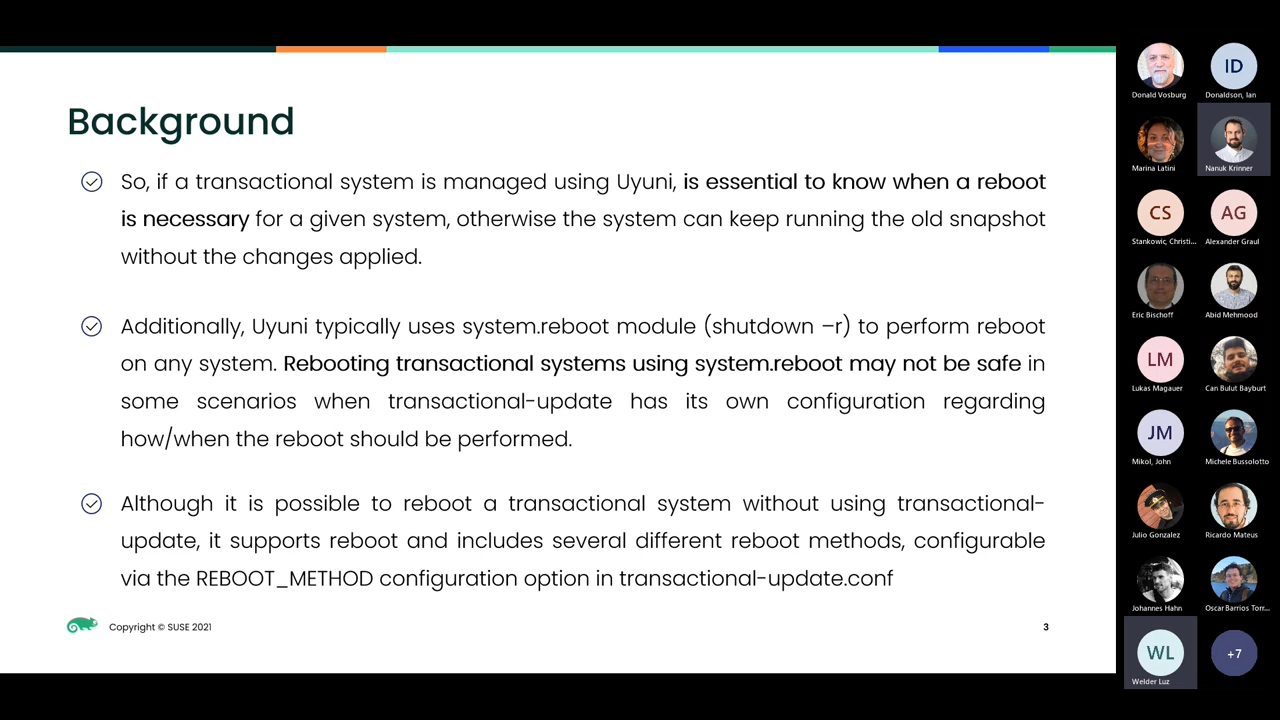 Background
So, if a transactional system is managed using Uyuni, is essential to know when a reboot
is necessary for a given system, otherwise the system can keep running the old snapshot
without the changes applied.
Additionally, Uyuni typically uses system.reboot module (shutdown –r) to perform reboot
on any system. Rebooting transactional systems using system.reboot may not be safe in
some scenarios when transactional-update has its own configuration regarding
how/when the reboot should be performed.
Although it is possible to reboot a transactional system without using transactional-
update, it supports reboot and includes several different reboot methods, configurable
via the REBOOT_METHOD configuration option in transactional-update.conf
Copyright © SUSE 2021
3
Donald Vosburg
ID
Donaldson, Ian
Marina Latini
Nanuk Krinner
CS
Stankowic, Christi...
AG
Alexander Graul
Eric Bischoff
Abid Mehmood
LM
Lukas Magauer
Can Bulut Bayburt
JM
Mikol, John
Michele Bussolotto
Julio Gonzalez
Ricardo Mateus
Johannes Hahn
Oscar Barrios Torr...
WL
Welder Luz
+7